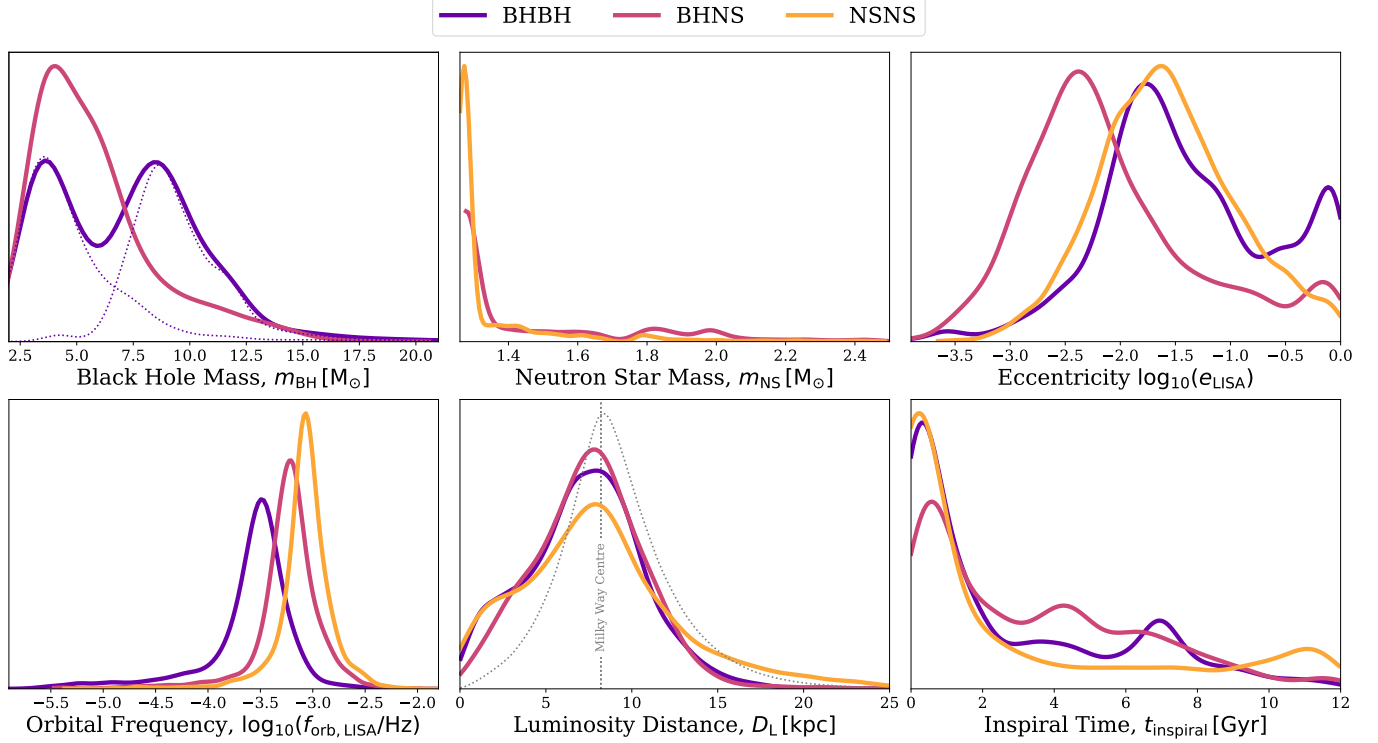 BHBH BHNS NSNS
2.5 5.0 7.5 10.0 12.5 15.0 17.5 20.0
Black Hole Mass, m_BH [M_⊙]
1.4 1.6 1.8 2.0 2.2 2.4
Neutron Star Mass, m_NS [M_⊙]
−3.5 −3.0 −2.5 −2.0 −1.5 −1.0 −0.5 0.0
Eccentricity log_10(e_LISA)
−5.5 −5.0 −4.5 −4.0 −3.5 −3.0 −2.5 −2.0
Orbital Frequency, log_10(f_orb, LISA/Hz)
Milky Way Centre
0 5 10 15 20 25
Luminosity Distance, D_L [kpc]
0 2 4 6 8 10 12
Inspiral Time, t_inspiral [Gyr]